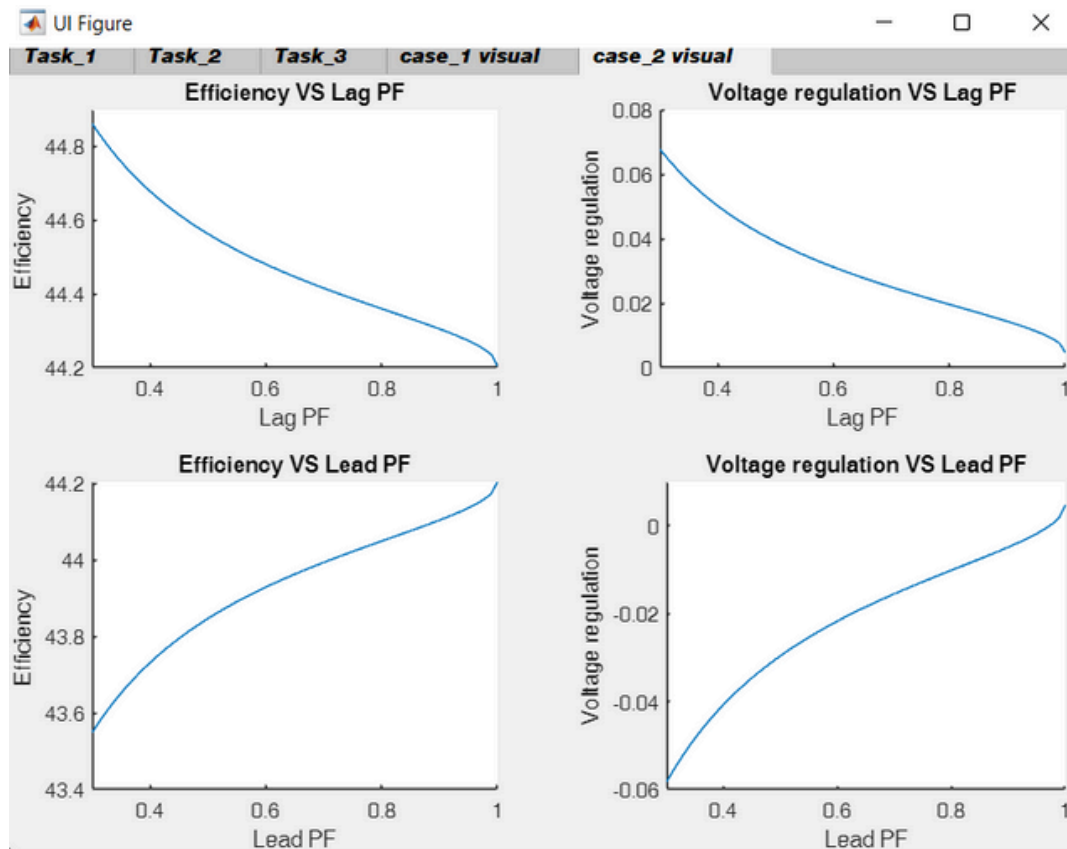 UI Figure
Task_1 Task_2 Task_3 case_1 visual case_2 visual
Efficiency VS Lag PF
44.8
44.6
44.4
44.2
Efficiency
0.4 0.6 0.8 1
Lag PF
Voltage regulation VS Lag PF
0.08
0.06
0.04
0.02
0
Voltage regulation
0.4 0.6 0.8 1
Lag PF
Efficiency VS Lead PF
44.2
44
43.8
43.6
43.4
Efficiency
0.4 0.6 0.8 1
Lead PF
Voltage regulation VS Lead PF
0
-0.02
-0.04
-0.06
Voltage regulation
0.4 0.6 0.8 1
Lead PF